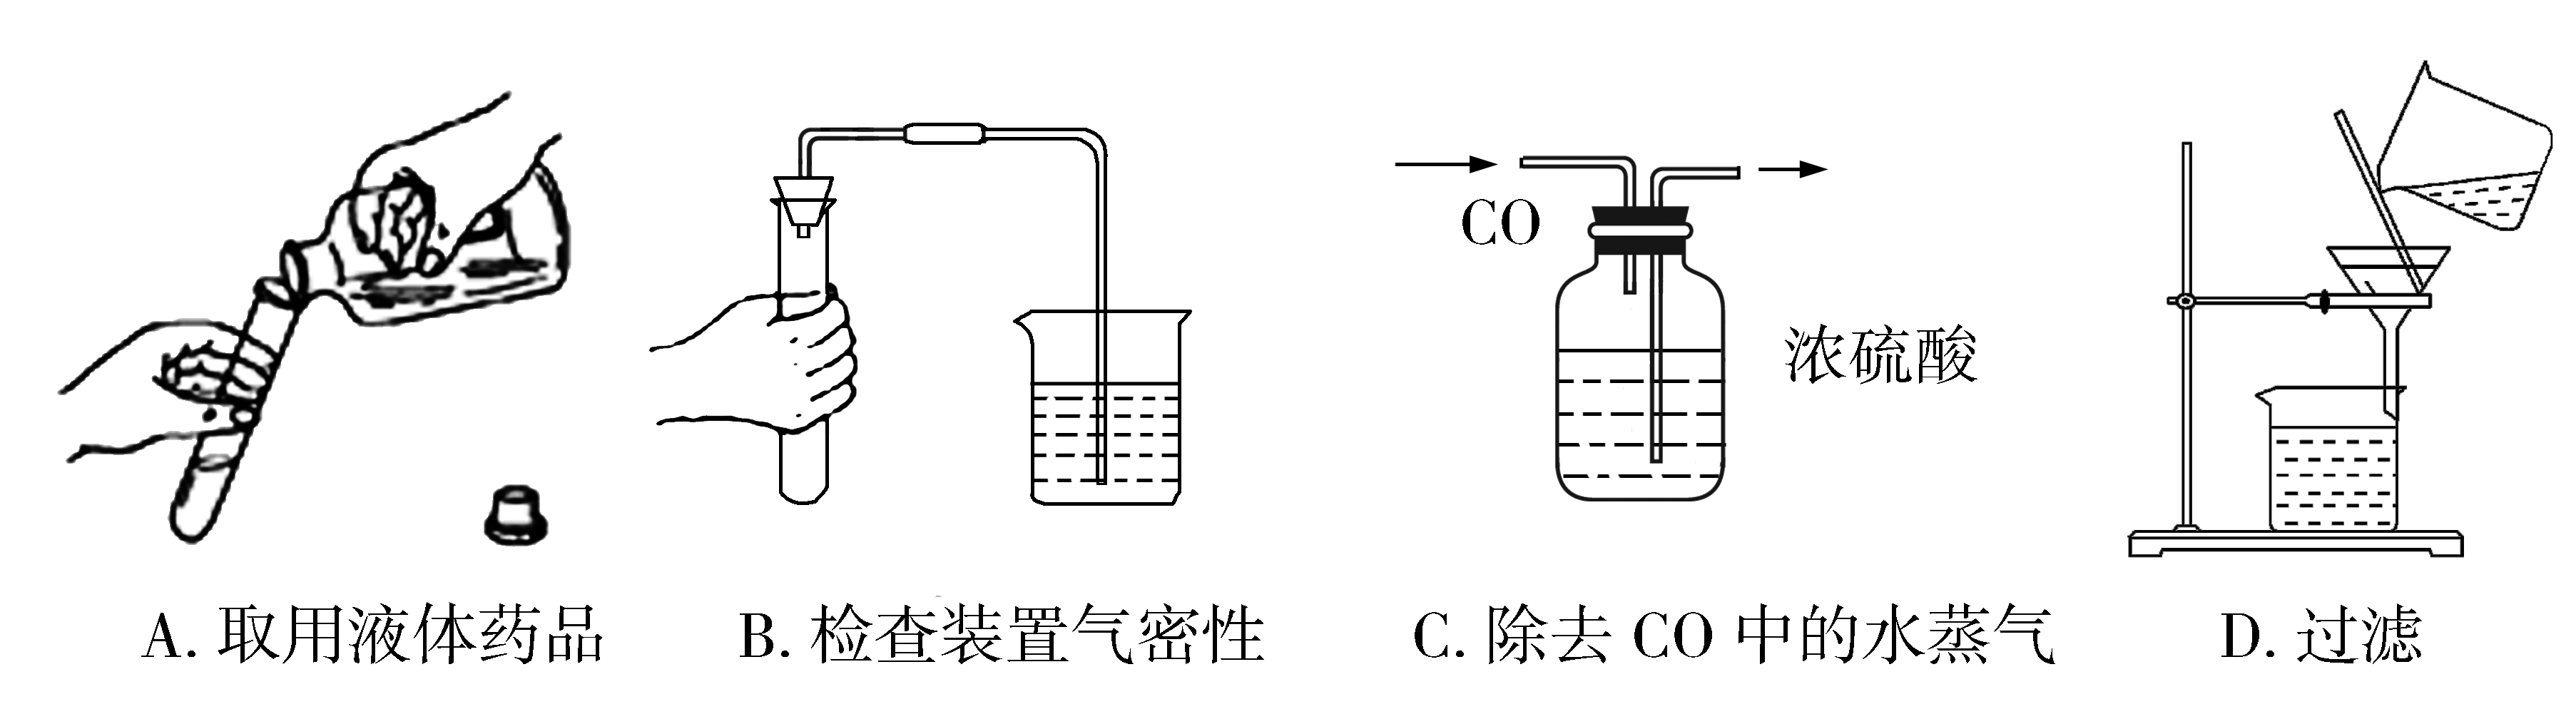 CO
浓硫酸
A. 取用液体药品
B. 检查装置气密性
C. 除去 CO 中的水蒸气
D. 过滤